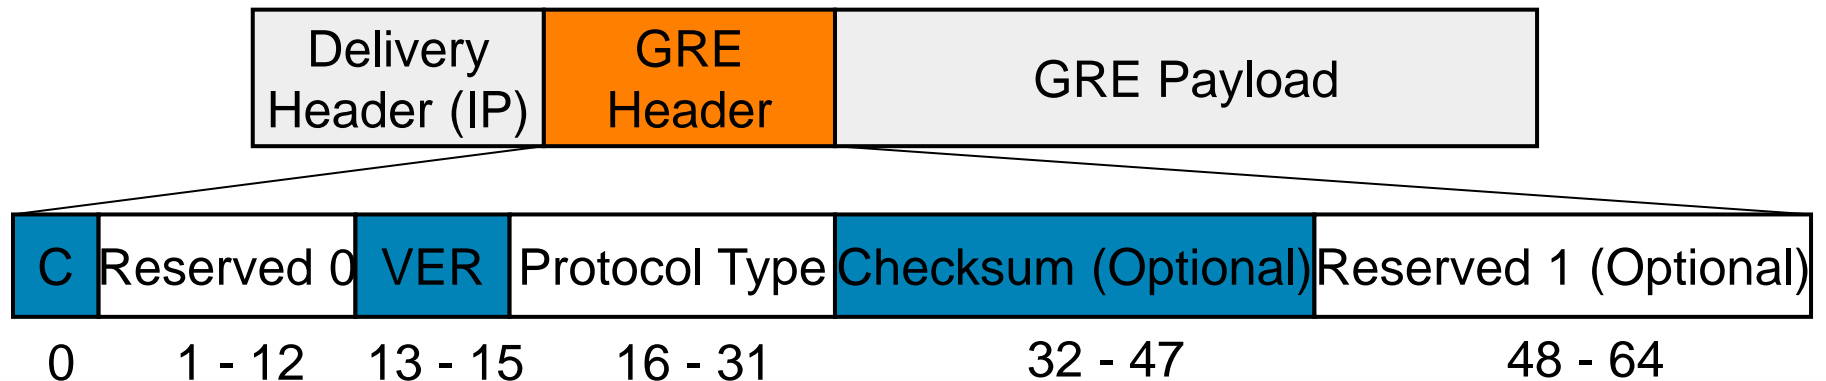 Delivery
Header (IP)
GRE
Header
GRE Payload
C
Reserved 0
VER
Protocol Type
Checksum (Optional)
Reserved 1 (Optional)
0
1 - 12
13 - 15
16 - 31
32 - 47
48 - 64